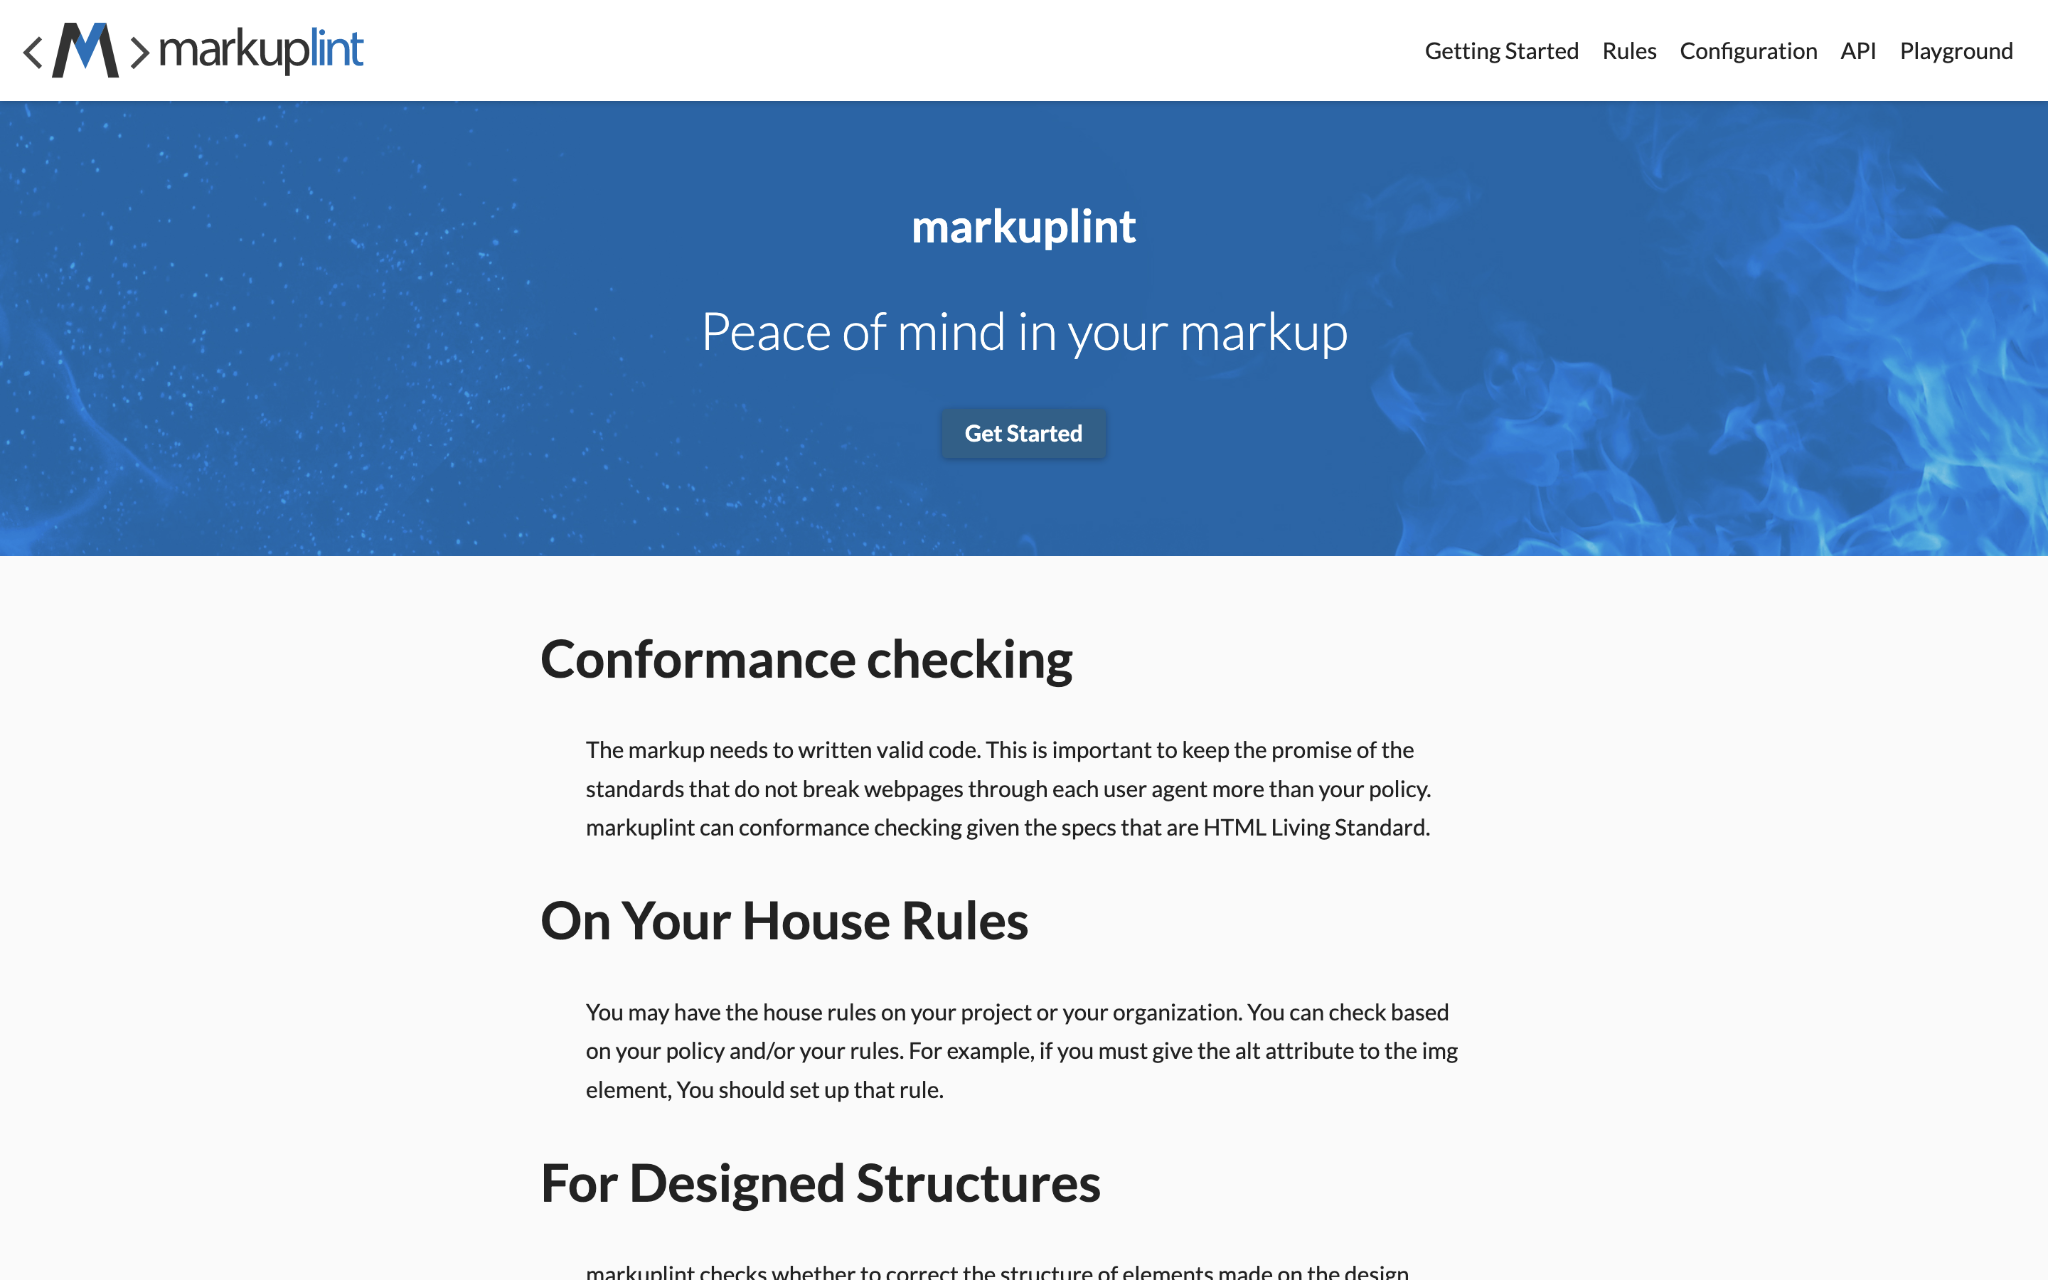 markuplint
Getting Started Rules Configuration API Playground
markuplint
Peace of mind in your markup
Get Started
Conformance checking
The markup needs to written valid code. This is important to keep the promise of the
standards that do not break webpages through each user agent more than your policy.
markuplint can conformance checking given the specs that are HTML Living Standard.
On Your House Rules
You may have the house rules on your project or your organization. You can check based
on your policy and/or your rules. For example, if you must give the alt attribute to the img
element, You should set up that rule.
For Designed Structures
markuplint checks whether to correct the structure of elements made on the design